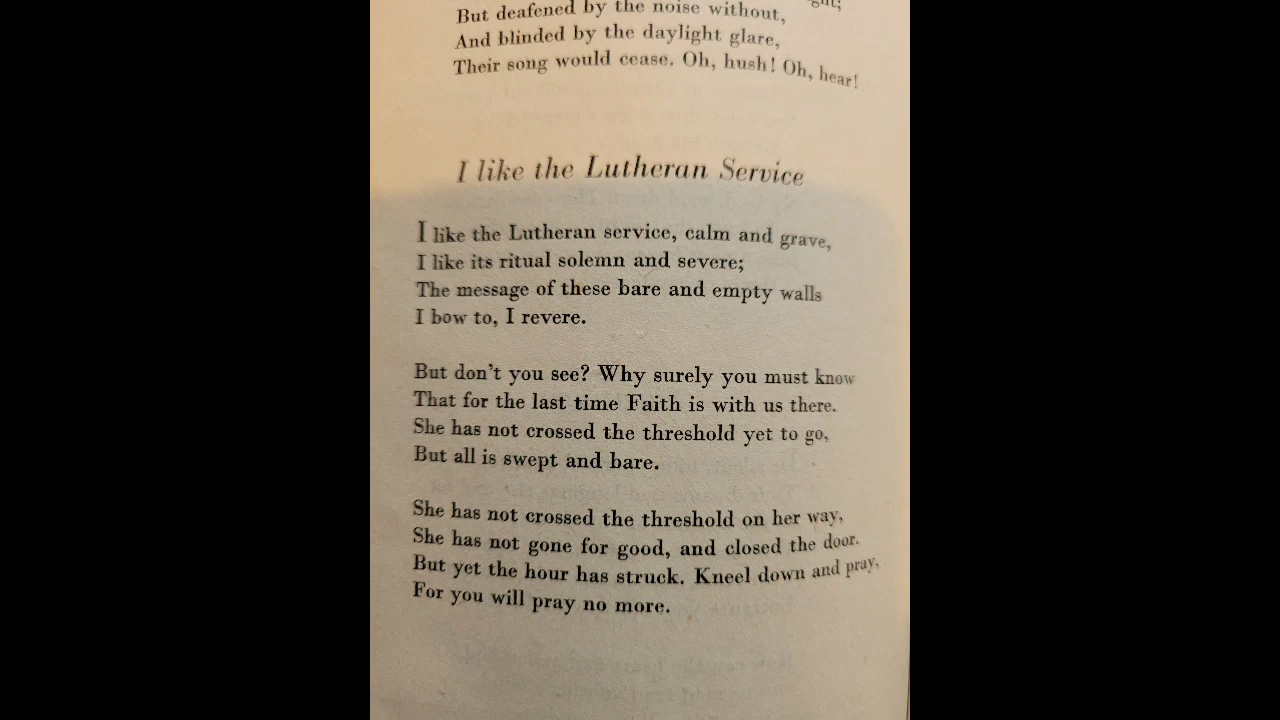 But deafened by the noise without,
And blinded by the daylight glare,
Their song would cease. Oh, hush! Oh, hear!
I like the Lutheran Service
I like the Lutheran service, calm and grave,
I like its ritual solemn and severe;
The message of these bare and empty walls
I bow to, I revere.
But don't you see? Why surely you must know
That for the last time Faith is with us there.
She has not crossed the threshold yet to go,
But all is swept and bare.
She has not crossed the threshold on her way,
She has not gone for good, and closed the door.
But yet the hour has struck. Kneel down and pray,
For you will pray no more.